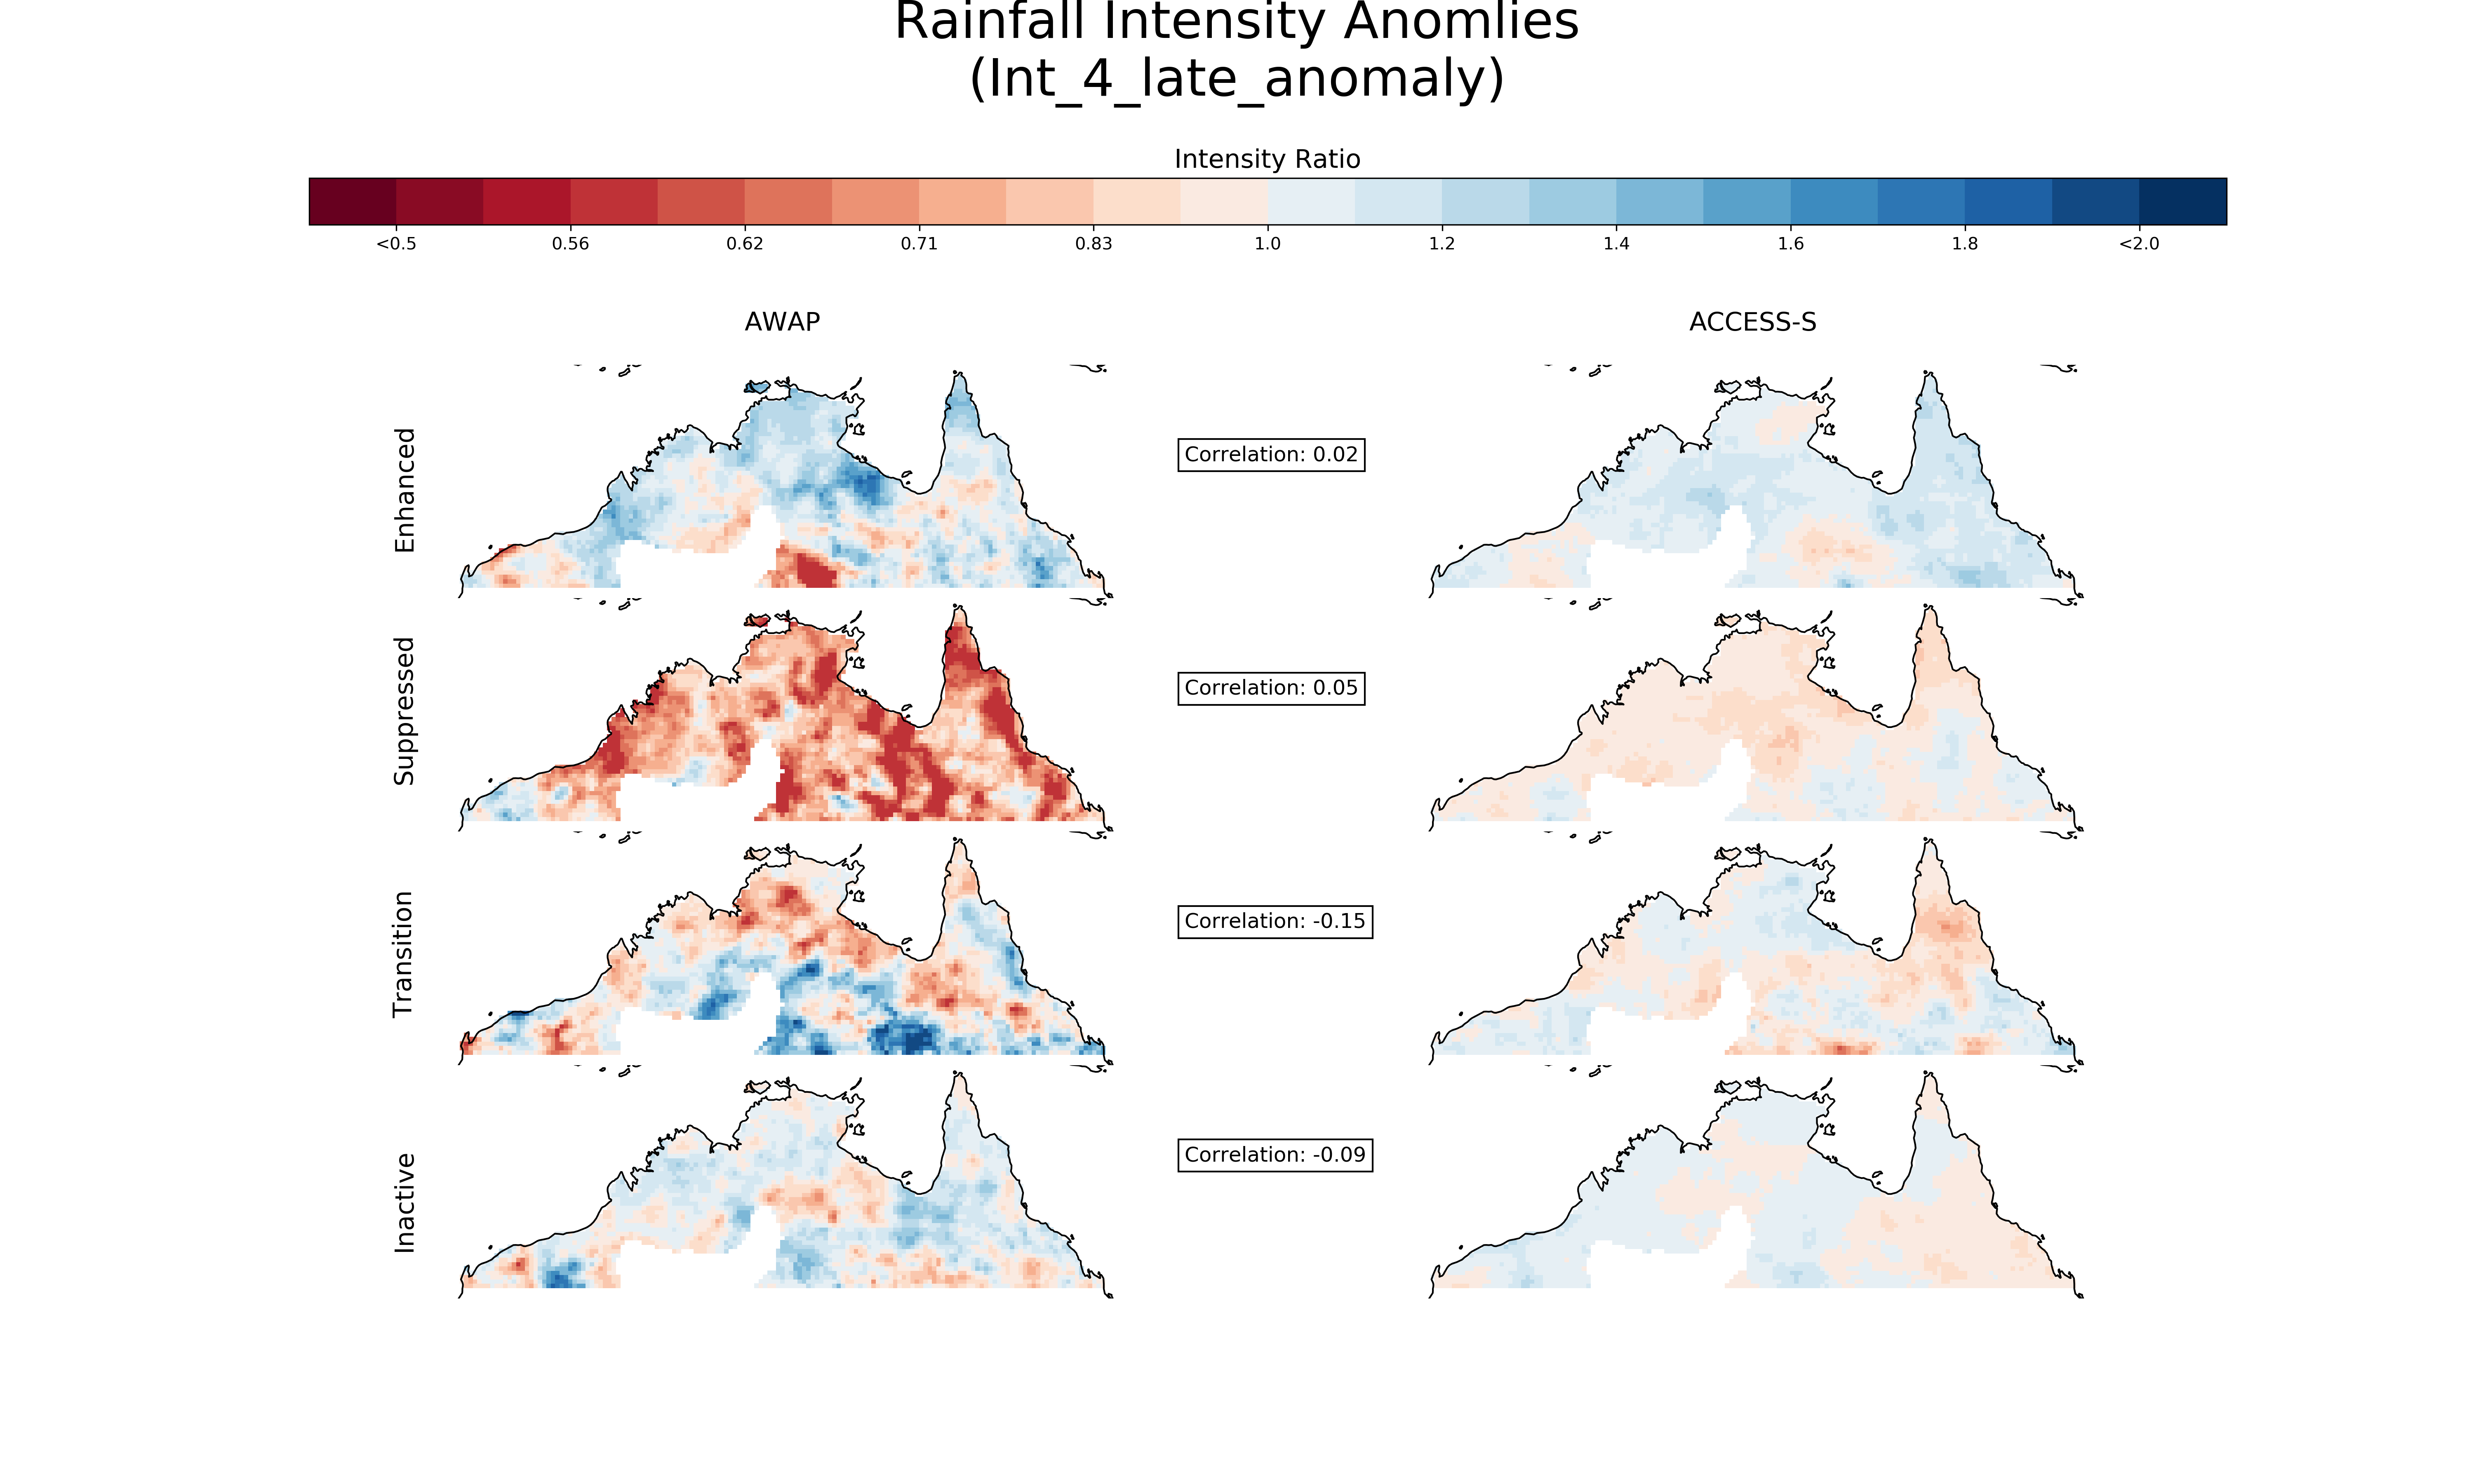 Rainfall Intensity Anomlies
(Int_4_late_anomaly)
Intensity Ratio
<0.5 0.56 0.62 0.71 0.83 1.0 1.2 1.4 1.6 1.8 <2.0
AWAP ACCESS-S
Enhanced
Correlation: 0.02
Suppressed
Correlation: 0.05
Transition
Correlation: -0.15
Inactive
Correlation: -0.09